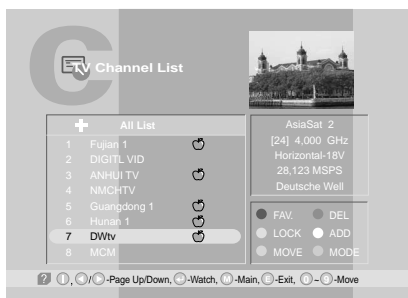 C
TV Channel List
All List
1 Fujian 1
2 DIGITL VID
3 ANHUI TV
4 NMCHTV
5 Guangdong 1
6 Hunan 1
7 DWtv
8 MCM
AsiaSat 2
[24] 4,000 GHz
Horizontal-18V
28,123 MSPS
Deutsche Well
FAV. DEL
LOCK ADD
MOVE MODE
? , / -Page Up/Down, -Watch, M -Main, E -Exit, 0 ~ 9 -Move